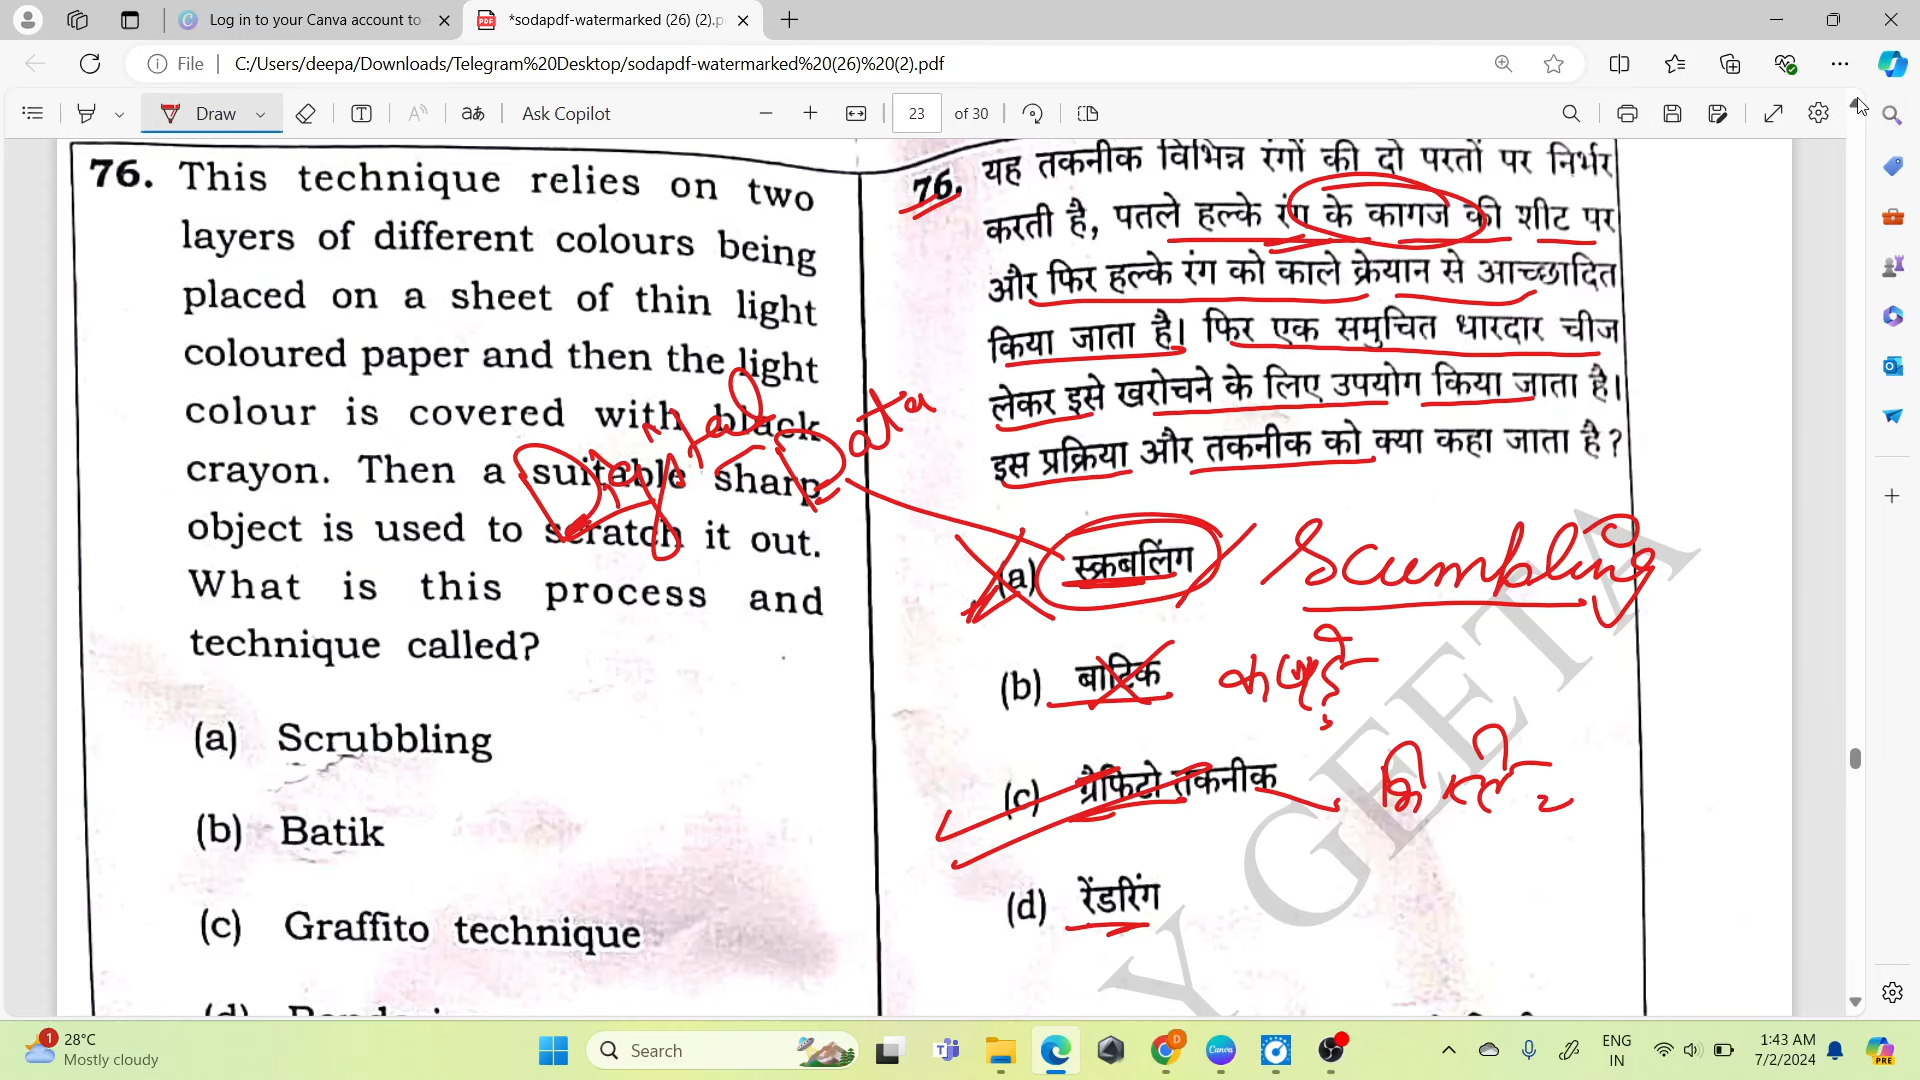 Log in to your Canva account to
*sodapdf-watermarked (26) (2).p
File
C:/Users/deepa/Downloads/Telegram%20Desktop/sodapdf-watermarked%20(26)%20(2).pdf
Draw
Ask Copilot
23 of 30
76. This technique relies on two
layers of different colours being
placed on a sheet of thin light
coloured paper and then the light
colour is covered with black
crayon. Then a suitable sharp
object is used to scratch it out.
What is this process and
technique called?
(a) Scrubbling
(b) Batik
(c) Graffito technique
Digital Data
76. यह तकनीक विभिन्न रंगों की दो परतों पर निर्भर
करती है, पतले हल्के रंग के कागज की शीट पर
और फिर हल्के रंग को काले क्रेयान से आच्छादित
किया जाता है। फिर एक समुचित धारदार चीज
लेकर इसे खरोचने के लिए उपयोग किया जाता है।
इस प्रक्रिया और तकनीक को क्या कहा जाता है ?
(a) स्क्रबलिंग Scumbling
(b) बाटिक
(c) ग्रैफिटो तकनीक
(d) रेंडरिंग
Y GEETA
1
28°C
Mostly cloudy
Search
Canva
ENG
IN
1:43 AM
7/2/2024
PRE